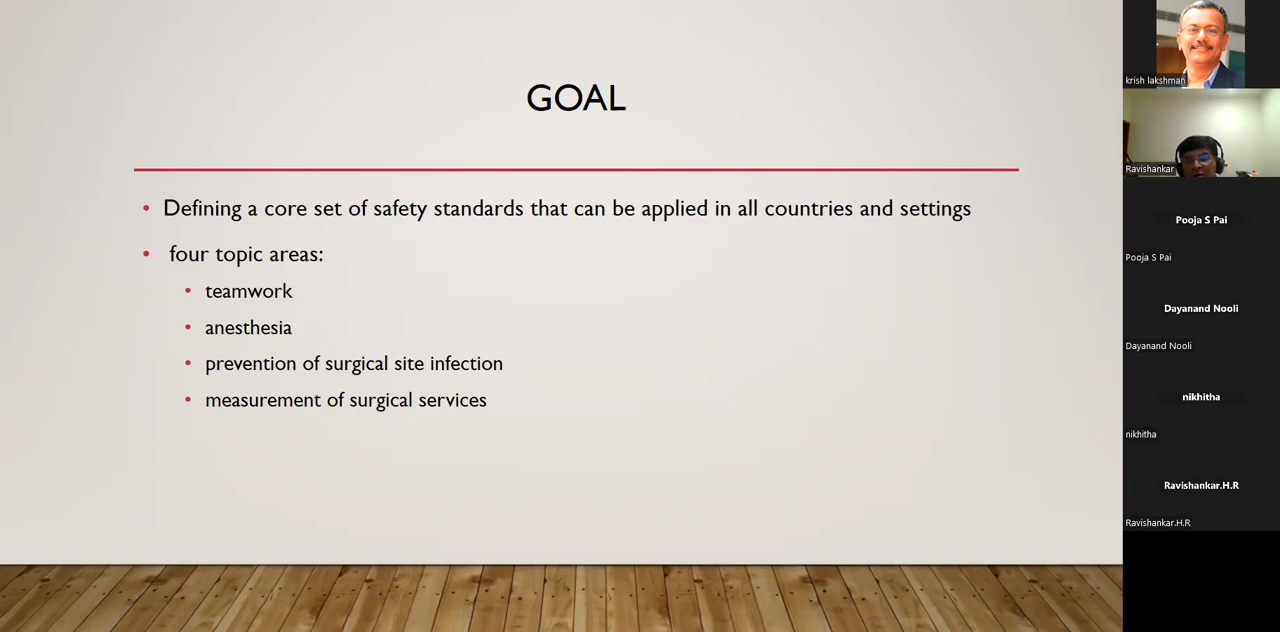 GOAL
Defining a core set of safety standards that can be applied in all countries and settings
four topic areas:
teamwork
anesthesia
prevention of surgical site infection
measurement of surgical services
krish lakshman
Ravishankar
Pooja S Pai
Pooja S Pai
Dayanand Nooli
Dayanand Nooli
nikhitha
nikhitha
Ravishankar.H.R
Ravishankar.H.R